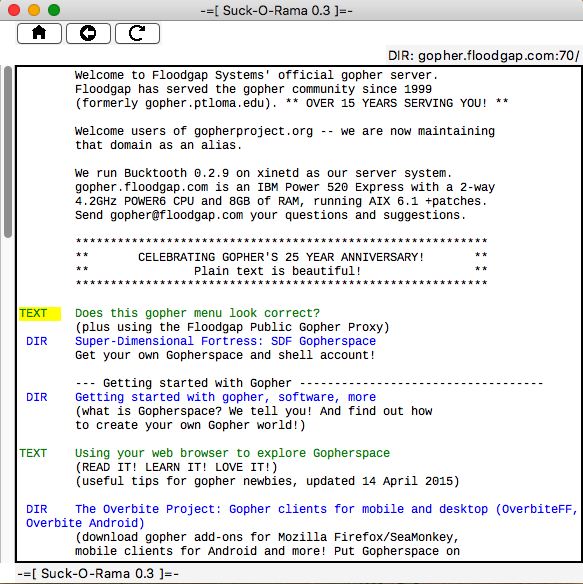 -=[ Suck-O-Rama 0.3 ]=-
DIR: gopher.floodgap.com:70/
Welcome to Floodgap Systems' official gopher server.
Floodgap has served the gopher community since 1999
(formerly gopher.ptloma.edu). ** OVER 15 YEARS SERVING YOU! **
Welcome users of gopherproject.org -- we are now maintaining
that domain as an alias.
We run Bucktooth 0.2.9 on xinetd as our server system.
gopher.floodgap.com is an IBM Power 520 Express with a 2-way
4.2GHz POWER6 CPU and 8GB of RAM, running AIX 6.1 +patches.
Send gopher@floodgap.com your questions and suggestions.
***********************************************************
** CELEBRATING GOPHER'S 25 YEAR ANNIVERSARY! **
** Plain text is beautiful! **
***********************************************************
TEXT Does this gopher menu look correct?
(plus using the Floodgap Public Gopher Proxy)
DIR Super-Dimensional Fortress: SDF Gopherspace
Get your own Gopherspace and shell account!
--- Getting started with Gopher -----------------------------------
DIR Getting started with gopher, software, more
(what is Gopherspace? We tell you! And find out how
to create your own Gopher world!)
TEXT Using your web browser to explore Gopherspace
(READ IT! LEARN IT! LOVE IT!)
(useful tips for gopher newbies, updated 14 April 2015)
DIR The Overbite Project: Gopher clients for mobile and desktop (OverbiteFF,
Overbite Android)
(download gopher add-ons for Mozilla Firefox/SeaMonkey,
mobile clients for Android and more! Put Gopherspace on
-=[ Suck-O-Rama 0.3 ]=-